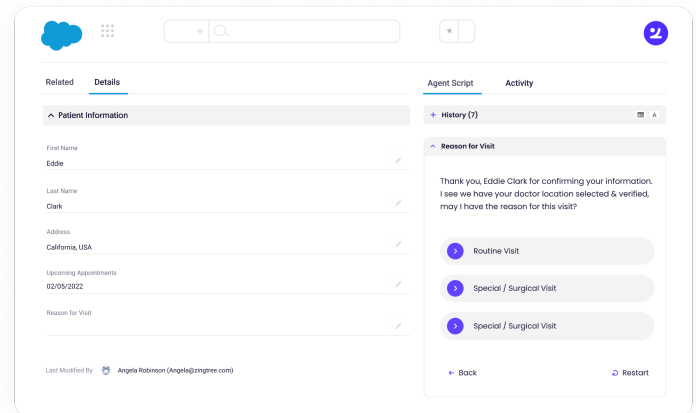 Related Details
Patient Information
First Name
Eddie
Last Name
Clark
Address
California, USA
Upcoming Appointments
02/05/2022
Reason for Visit
Last Modified By Angela Robinson (Angela@zingtree.com)
Agent Script Activity
+ History (7) A
Reason for Visit
Thank you, Eddie Clark for confirming your information.
I see we have your doctor location selected & verified,
may I have the reason for this visit?
Routine Visit
Special / Surgical Visit
Special / Surgical Visit
← Back Restart